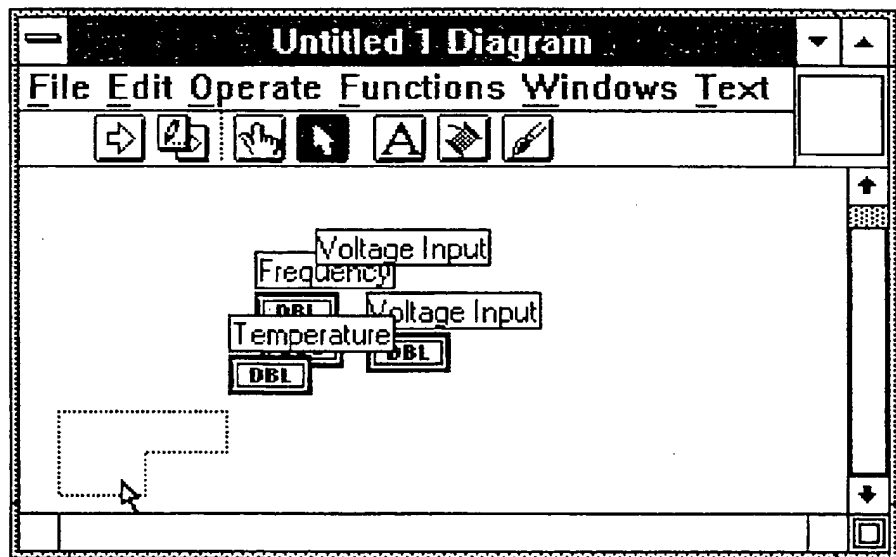 Untitled 1 Diagram
File Edit Operate Functions Windows Text
A
Voltage Input
Frequency
DBL
Voltage Input
Temperature
DBL
DBL